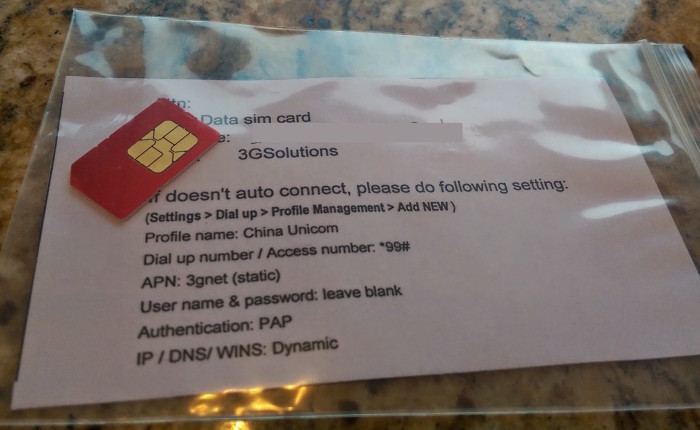 tn:
Data sim card
e:
3GSolutions
If doesn't auto connect, please do following setting:
(Settings > Dial up > Profile Management > Add NEW)
Profile name: China Unicom
Dial up number / Access number: *99#
APN: 3gnet (static)
User name & password: leave blank
Authentication: PAP
IP / DNS/ WINS: Dynamic